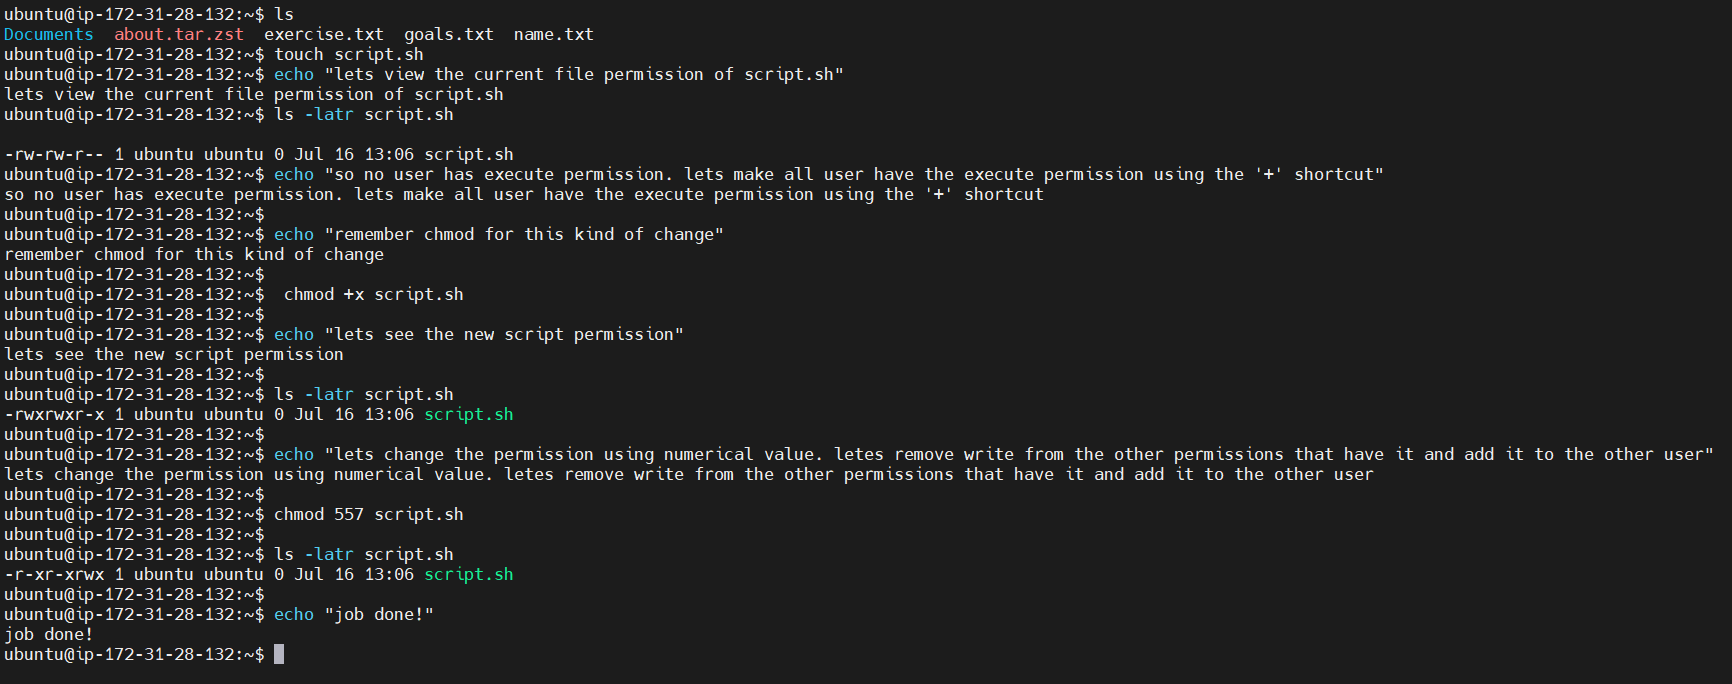 ubuntu@ip-172-31-28-132:~$ ls
Documents  about.tar.zst  exercise.txt  goals.txt  name.txt
ubuntu@ip-172-31-28-132:~$ touch script.sh
ubuntu@ip-172-31-28-132:~$ echo "lets view the current file permission of script.sh"
lets view the current file permission of script.sh
ubuntu@ip-172-31-28-132:~$ ls -latr script.sh

-rw-rw-r-- 1 ubuntu ubuntu 0 Jul 16 13:06 script.sh
ubuntu@ip-172-31-28-132:~$ echo "so no user has execute permission. lets make all user have the execute permission using the '+' shortcut"
so no user has execute permission. lets make all user have the execute permission using the '+' shortcut
ubuntu@ip-172-31-28-132:~$
ubuntu@ip-172-31-28-132:~$ echo "remember chmod for this kind of change"
remember chmod for this kind of change
ubuntu@ip-172-31-28-132:~$
ubuntu@ip-172-31-28-132:~$  chmod +x script.sh
ubuntu@ip-172-31-28-132:~$
ubuntu@ip-172-31-28-132:~$ echo "lets see the new script permission"
lets see the new script permission
ubuntu@ip-172-31-28-132:~$
ubuntu@ip-172-31-28-132:~$ ls -latr script.sh
-rwxrwxr-x 1 ubuntu ubuntu 0 Jul 16 13:06 script.sh
ubuntu@ip-172-31-28-132:~$
ubuntu@ip-172-31-28-132:~$ echo "lets change the permission using numerical value. letes remove write from the other permissions that have it and add it to the other user"
lets change the permission using numerical value. letes remove write from the other permissions that have it and add it to the other user
ubuntu@ip-172-31-28-132:~$
ubuntu@ip-172-31-28-132:~$ chmod 557 script.sh
ubuntu@ip-172-31-28-132:~$
ubuntu@ip-172-31-28-132:~$ ls -latr script.sh
-r-xr-xrwx 1 ubuntu ubuntu 0 Jul 16 13:06 script.sh
ubuntu@ip-172-31-28-132:~$
ubuntu@ip-172-31-28-132:~$ echo "job done!"
job done!
ubuntu@ip-172-31-28-132:~$